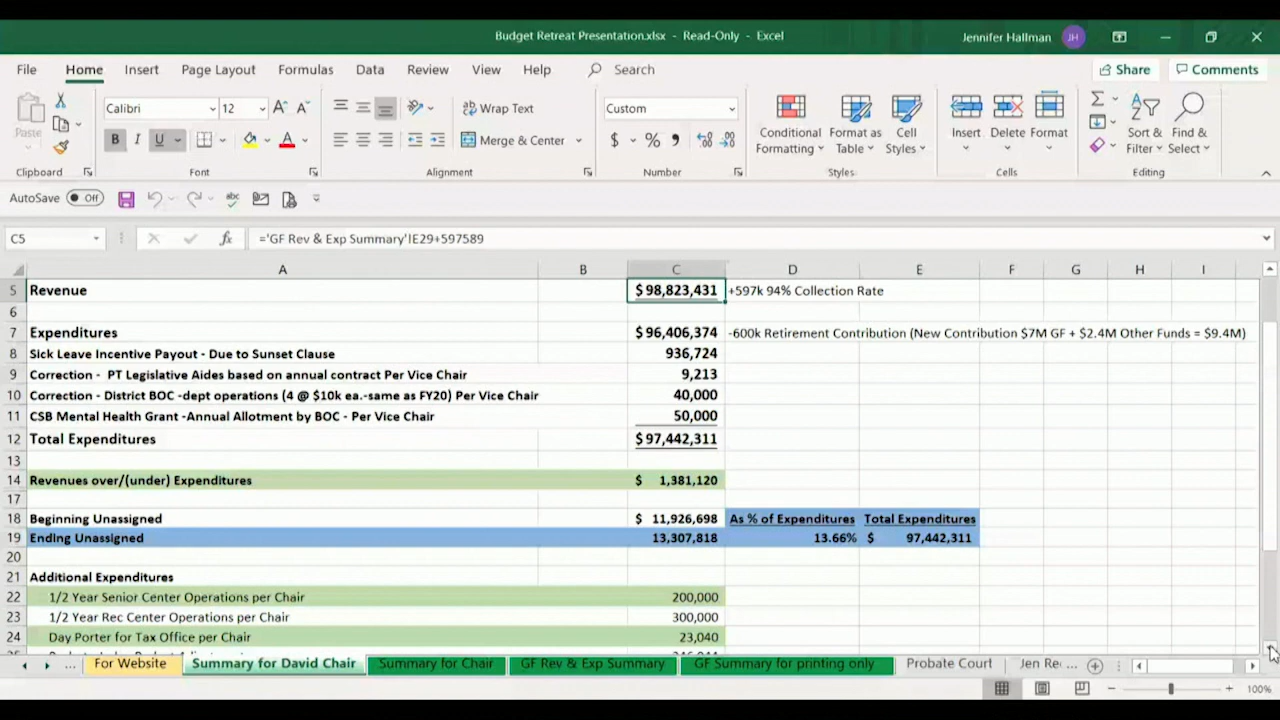 Budget Retreat Presentation.xlsx - Read-Only - Excel
Jennifer Hallman JH
File Home Insert Page Layout Formulas Data Review View Help Search Share Comments
Calibri 12 Wrap Text Custom
Paste B I U Merge & Center $ % Conditional Formatting Format as Table Cell Styles Insert Delete Format Sort & Filter Find & Select
Clipboard Font Alignment Number Styles Cells Editing
AutoSave Off
C5 fx ='GF Rev & Exp Summary'!E29+597589
A B C D E F G H I
5 Revenue $ 98,823,431 +597k 94% Collection Rate
6
7 Expenditures $ 96,406,374 -600k Retirement Contribution (New Contribution $7M GF + $2.4M Other Funds = $9.4M)
8 Sick Leave Incentive Payout - Due to Sunset Clause 936,724
9 Correction - PT Legislative Aides based on annual contract Per Vice Chair 9,213
10 Correction - District BOC -dept operations (4 @ $10k ea.-same as FY20) Per Vice Chair 40,000
11 CSB Mental Health Grant -Annual Allotment by BOC - Per Vice Chair 50,000
12 Total Expenditures $ 97,442,311
13
14 Revenues over/(under) Expenditures $ 1,381,120
17
18 Beginning Unassigned $ 11,926,698 As % of Expenditures Total Expenditures
19 Ending Unassigned 13,307,818 13.66% $ 97,442,311
20
21 Additional Expenditures
22 1/2 Year Senior Center Operations per Chair 200,000
23 1/2 Year Rec Center Operations per Chair 300,000
24 Day Porter for Tax Office per Chair 23,040
... For Website Summary for David Chair Summary for Chair GF Rev & Exp Summary GF Summary for printing only Probate Court Jen Re ...
100%